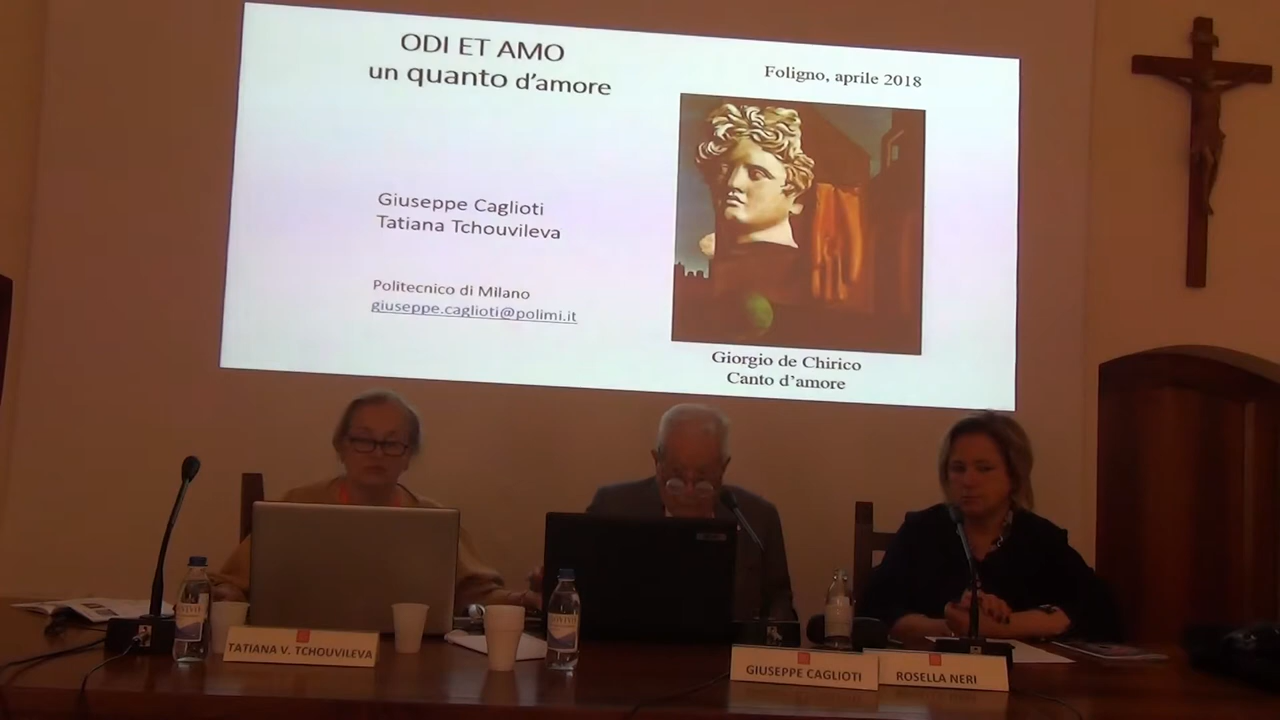 ODI ET AMO
un quanto d'amore
Foligno, aprile 2018
Giuseppe Caglioti
Tatiana Tchouvileva
Politecnico di Milano
giuseppe.caglioti@polimi.it
Giorgio de Chirico
Canto d'amore
TATIANA V. TCHOUVILEVA
GIUSEPPE CAGLIOTI
ROSELLA NERI